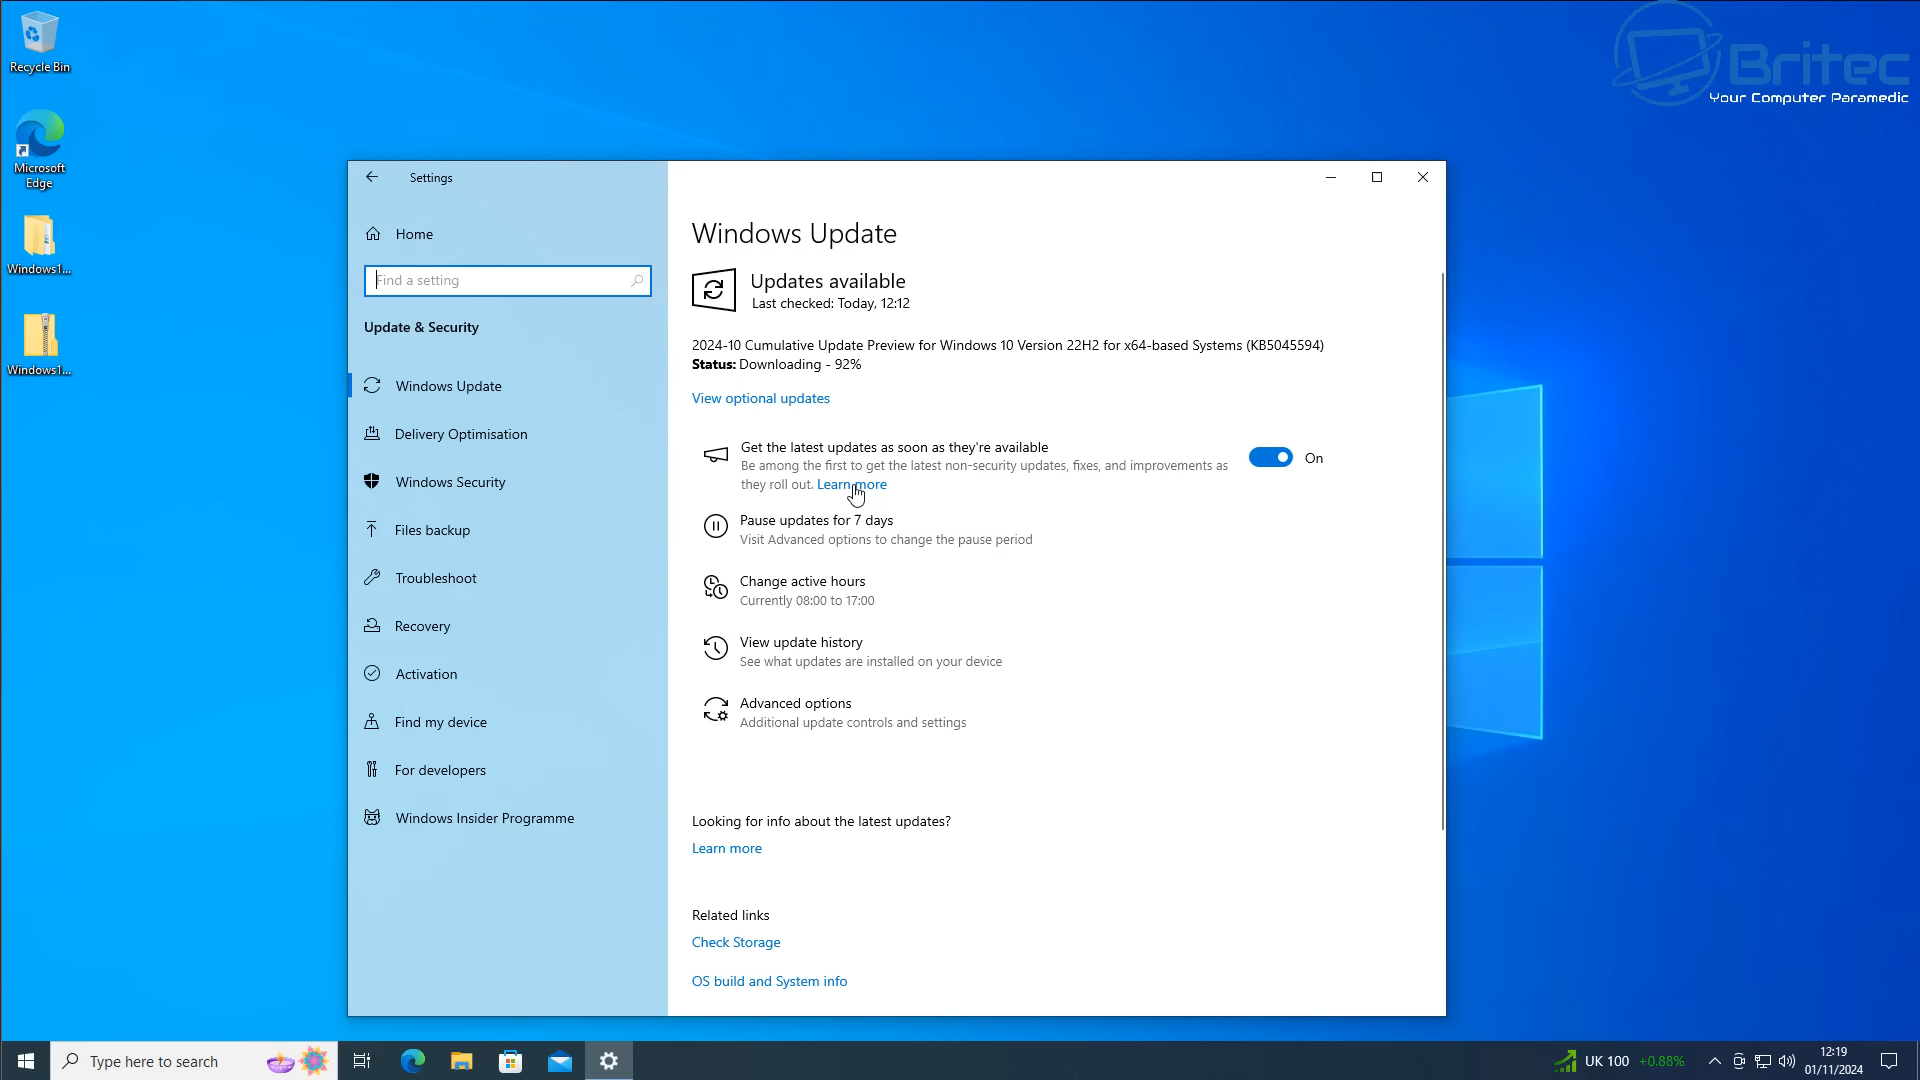 Recycle Bin
Microsoft
Edge
Windows1...
Windows1...
Britec
Your Computer Paramedic
Settings
Home
Find a setting
Update & Security
Windows Update
Delivery Optimisation
Windows Security
Files backup
Troubleshoot
Recovery
Activation
Find my device
For developers
Windows Insider Programme
Windows Update
Updates available
Last checked: Today, 12:12
2024-10 Cumulative Update Preview for Windows 10 Version 22H2 for x64-based Systems (KB5045594)
Status: Downloading - 92%
View optional updates
Get the latest updates as soon as they're available
Be among the first to get the latest non-security updates, fixes, and improvements as
they roll out. Learn more
On
Pause updates for 7 days
Visit Advanced options to change the pause period
Change active hours
Currently 08:00 to 17:00
View update history
See what updates are installed on your device
Advanced options
Additional update controls and settings
Looking for info about the latest updates?
Learn more
Related links
Check Storage
OS build and System info
Type here to search
UK 100 +0.88%
12:19
01/11/2024